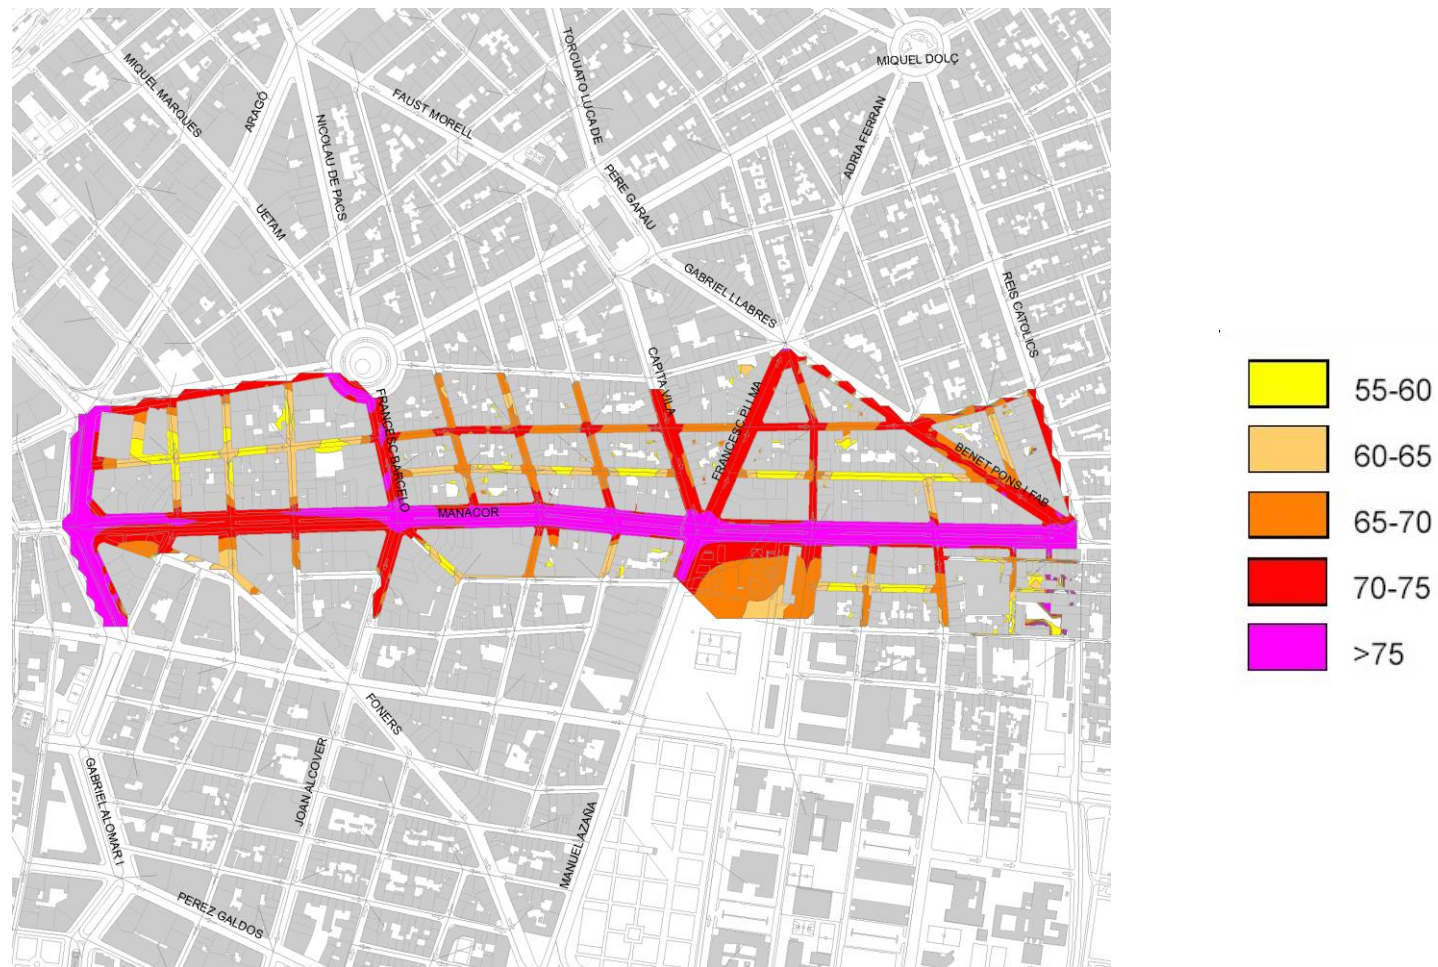 MIQUEL MARQUES
ARAGÓ
NICOLAU DE PACS
UETAM
FAUST MORELL
TORCUATO LUCA DE
PERE GARAU
GABRIEL LLABRES
MIQUEL DOLÇ
ADRIA FERRAN
REIS CATOLICS
CAPITA VILA
FRANCESC PI I MA
FRANCESC BARCELO
BENET PONS I FAB
MANACOR
FONERS
JOAN ALCOVER
GABRIEL ALOMAR I
MANUEL AZAÑA
PEREZ GALDOS
55-60
60-65
65-70
70-75
>75